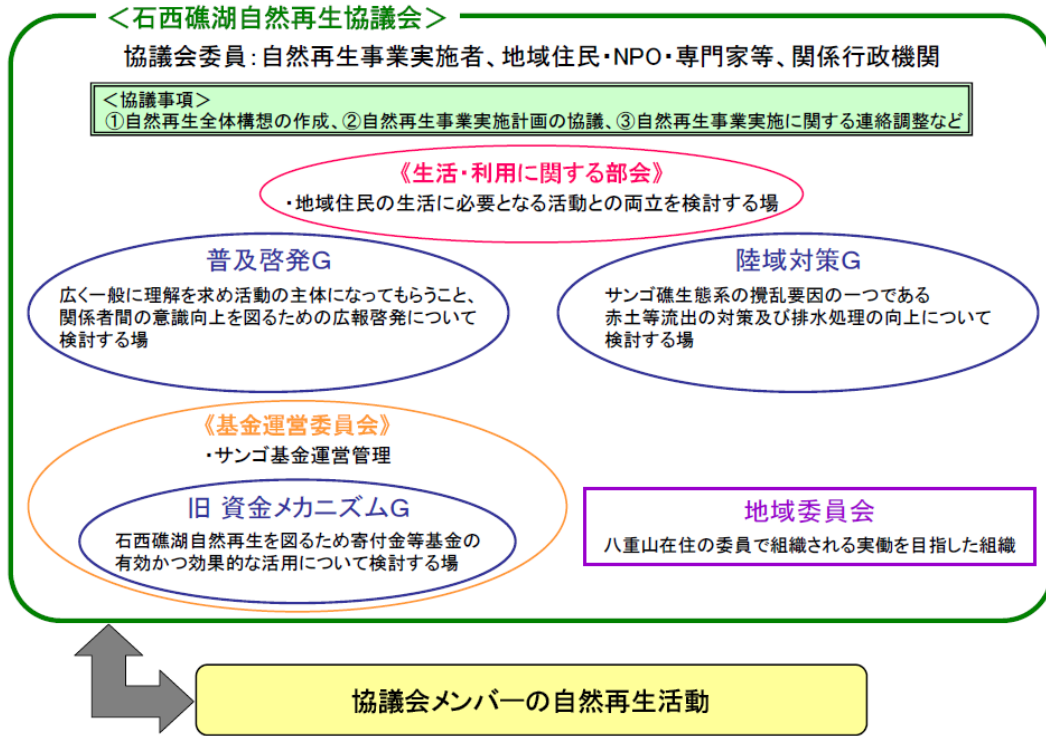 ＜石西礁湖自然再生協議会＞
協議会委員：自然再生事業実施者、地域住民・NPO・専門家等、関係行政機関
＜協議事項＞
①自然再生全体構想の作成、②自然再生事業実施計画の協議、③自然再生事業実施に関する連絡調整など
《生活・利用に関する部会》
・地域住民の生活に必要となる活動との両立を検討する場
普及啓発G
広く一般に理解を求め活動の主体になってもらうこと、
関係者間の意識向上を図るための広報啓発について
検討する場
陸域対策G
サンゴ礁生態系の攪乱要因の一つである
赤土等流出の対策及び排水処理の向上について
検討する場
《基金運営委員会》
・サンゴ基金運営管理
旧 資金メカニズムG
石西礁湖自然再生を図るため寄付金等基金の
有効かつ効果的な活用について検討する場
地域委員会
八重山在住の委員で組織される実働を目指した組織
協議会メンバーの自然再生活動